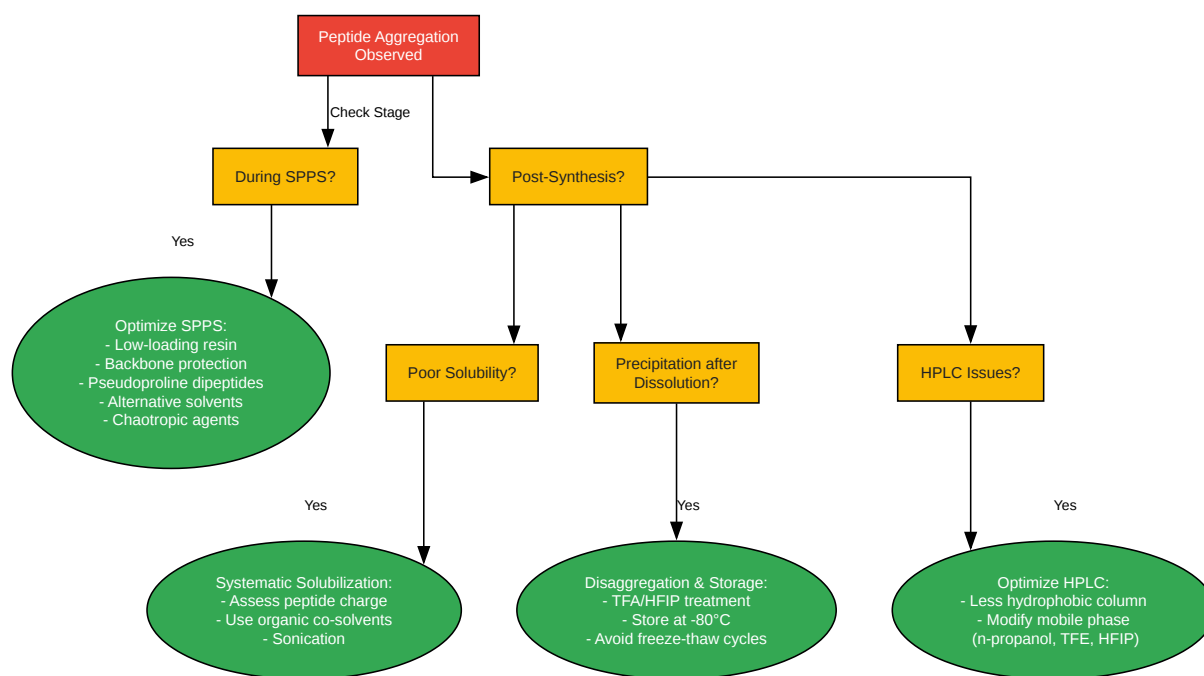 Peptide Aggregation
Observed
Check Stage
During SPPS?
Post-Synthesis?
Yes
Optimize SPPS:
- Low-loading resin
- Backbone protection
- Pseudoproline dipeptides
- Alternative solvents
- Chaotropic agents
Poor Solubility?
Precipitation after
Dissolution?
HPLC Issues?
Yes
Yes
Yes
Systematic Solubilization:
- Assess peptide charge
- Use organic co-solvents
- Sonication
Disaggregation & Storage:
- TFA/HFIP treatment
- Store at -80°C
- Avoid freeze-thaw cycles
Optimize HPLC:
- Less hydrophobic column
- Modify mobile phase
(n-propanol, TFE, HFIP)